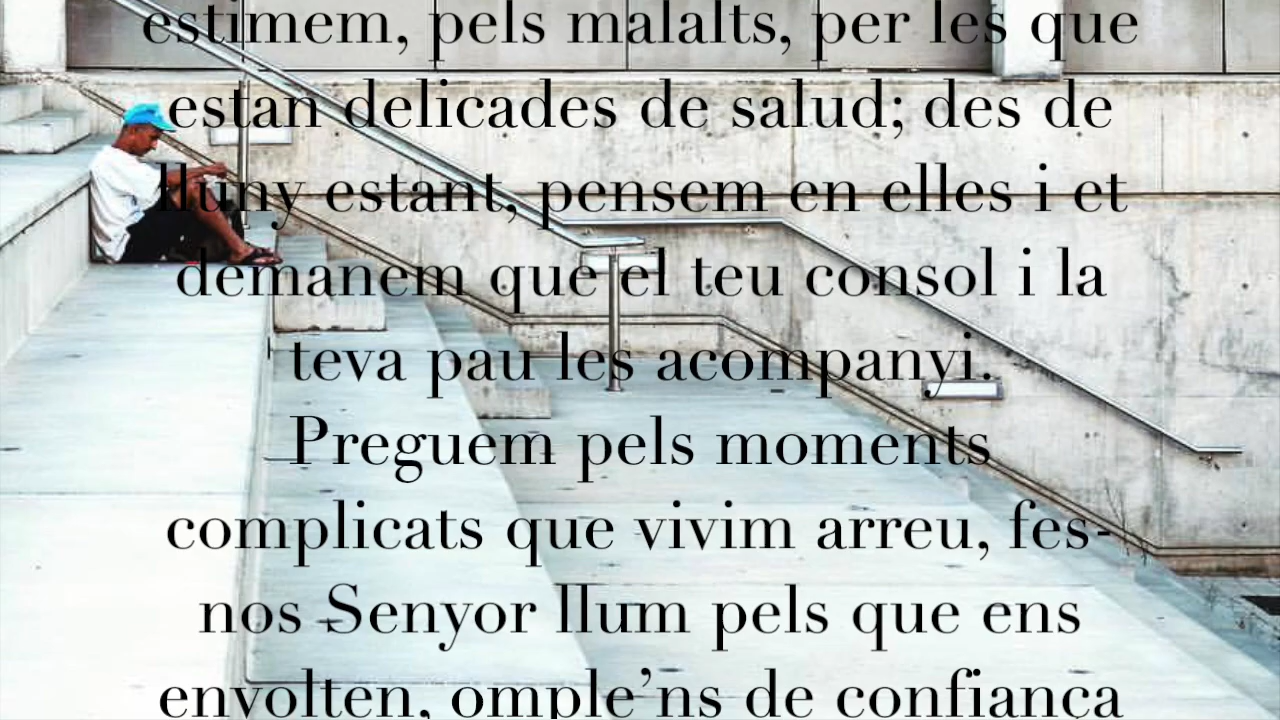 estimem, pels malalts, per les que
estan delicades de salud; des de
lluny estant, pensem en elles i et
demanem que el teu consol i la
teva pau les acompanyi.
Preguem pels moments
complicats que vivim arreu, fes-
nos Senyor llum pels que ens
envolten, omple’ns de confiança